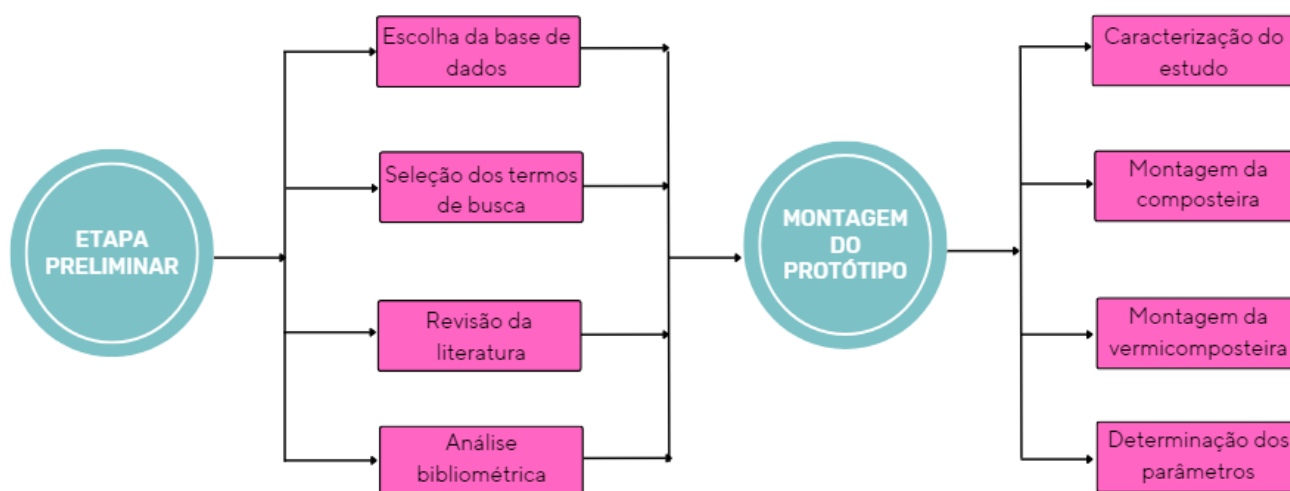 ETAPA
PRELIMINAR
Escolha da base de
dados
Seleção dos termos
de busca
Revisão da
literatura
Análise
bibliométrica
MONTAGEM
DO
PROTÓTIPO
Caracterização do
estudo
Montagem da
composteira
Montagem da
vermicomposteira
Determinação dos
parâmetros